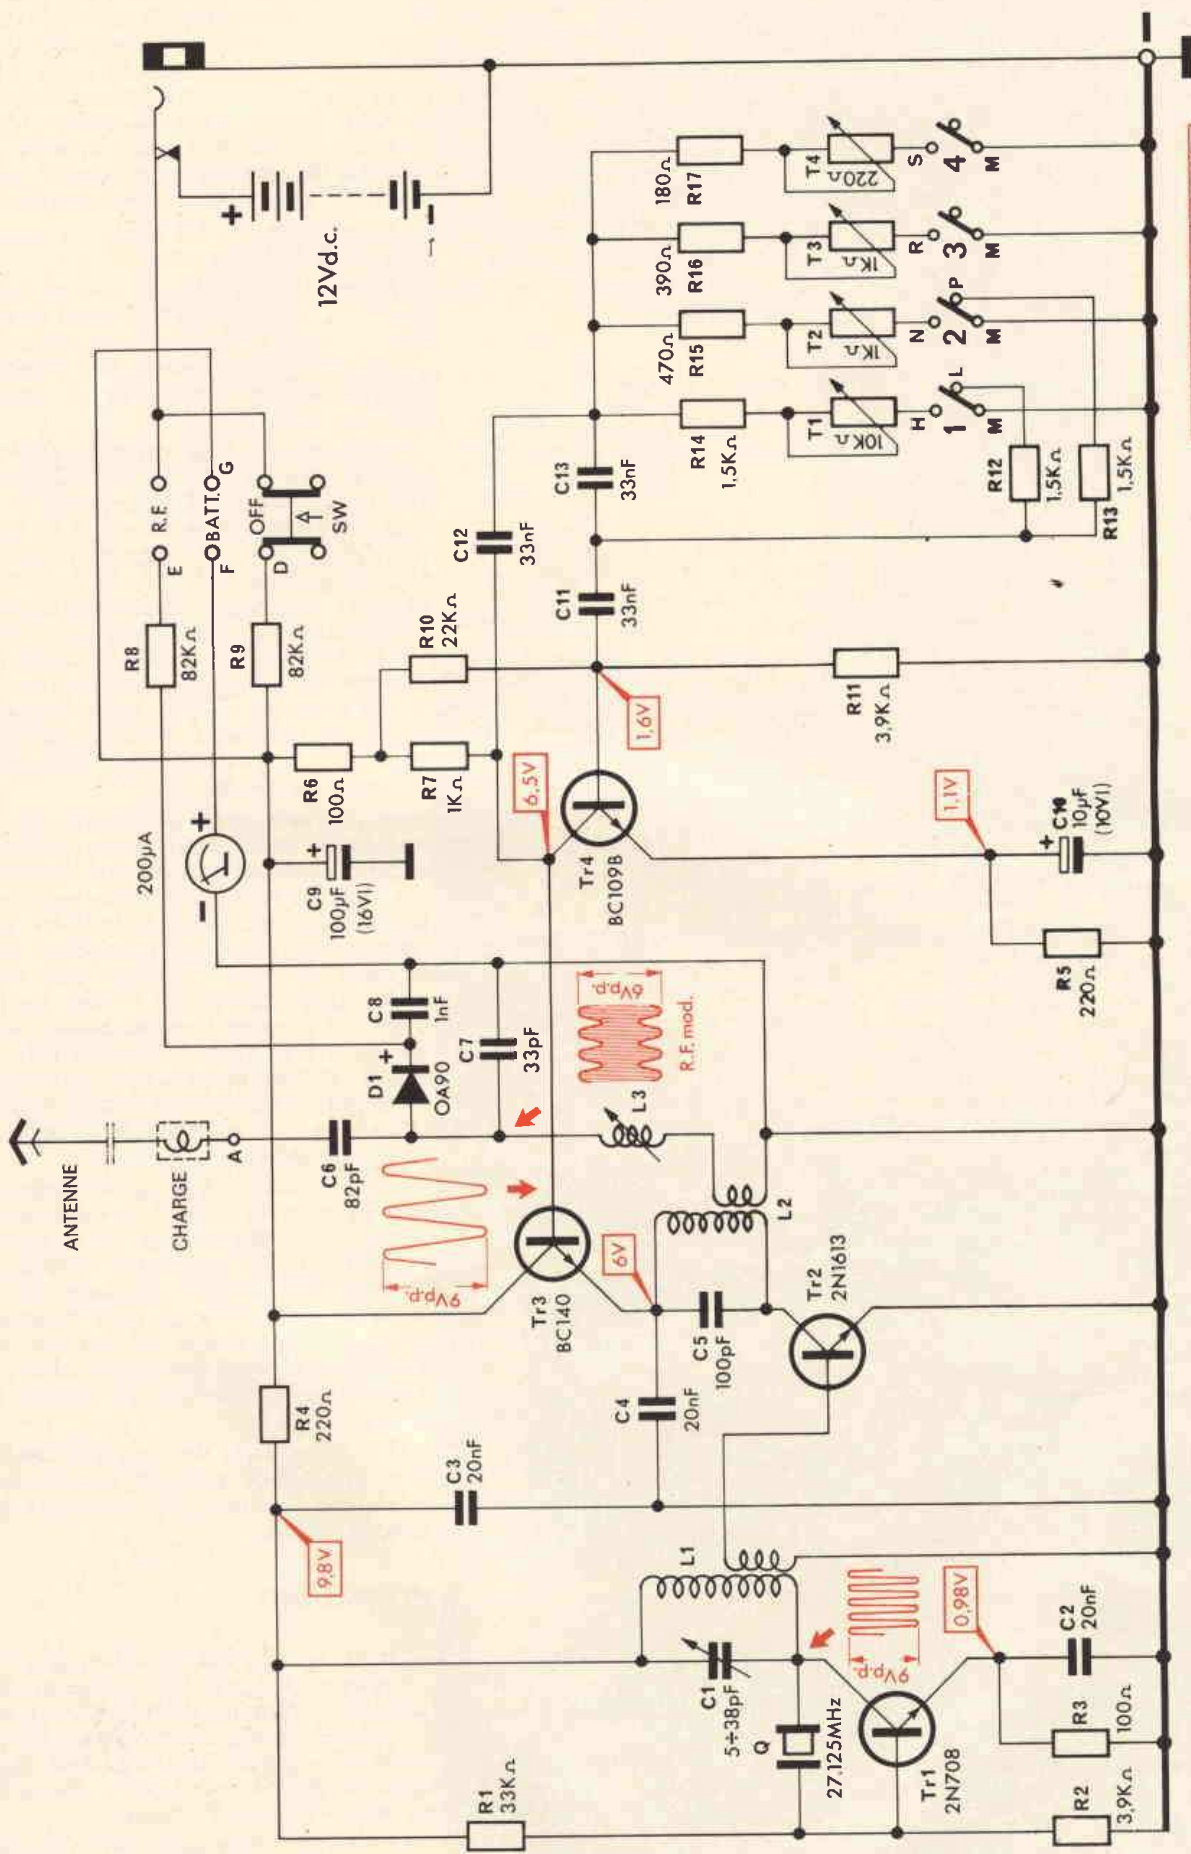 ANTENNE
CHARGE
A
C6
82pF
D1
+
OA90
C8
1nF
C7
33pF
200µA
−
+
R8
82KΩ
R9
82KΩ
E
R.F.
F
BATT.
G
D
OFF
SW
+
12Vd.c.
−
−
R1
33KΩ
9,8V
C3
20nF
R4
220Ω
9Vp.p.
Tr3
BC140
6V
C4
20nF
C5
100pF
L2
L3
6Vp.p.
R.F. mod.
C9
100µF
(16Vl)
+
R6
100Ω
R7
1KΩ
R10
22KΩ
6,5V
1,6V
Tr4
BC109B
C12
33nF
C11
33nF
C13
33nF
R14
1,5KΩ
R15
470Ω
R16
390Ω
R17
180Ω
T1
10KΩ
T2
1KΩ
T3
1KΩ
T4
220Ω
H
1
L
M
N
2
P
M
R
3
M
S
4
M
R12
1,5KΩ
R13
1,5KΩ
R11
3,9KΩ
1,1V
+
C10
10µF
(10Vl)
R5
220Ω
Tr2
2N1613
L1
C1
5÷38pF
Q
27,125MHz
9Vp.p.
Tr1
2N708
0,98V
C2
20nF
R3
100Ω
R2
3,9KΩ
−